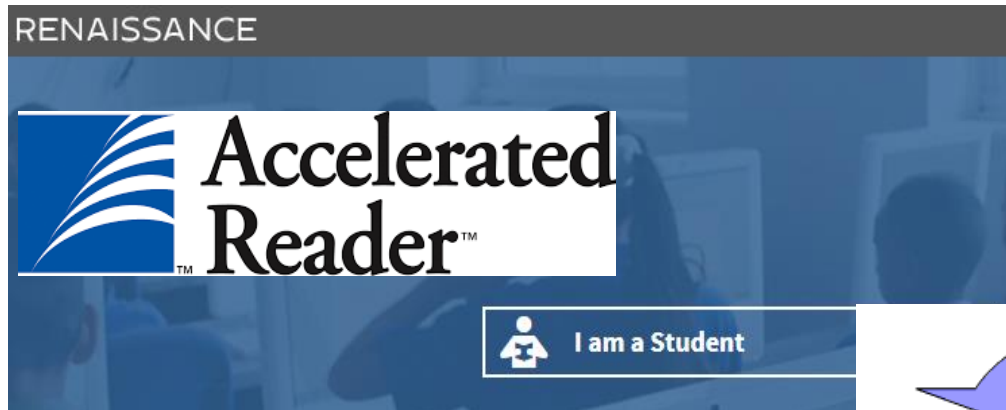 RENAISSANCE
Accelerated
Reader™
™
I am a Student